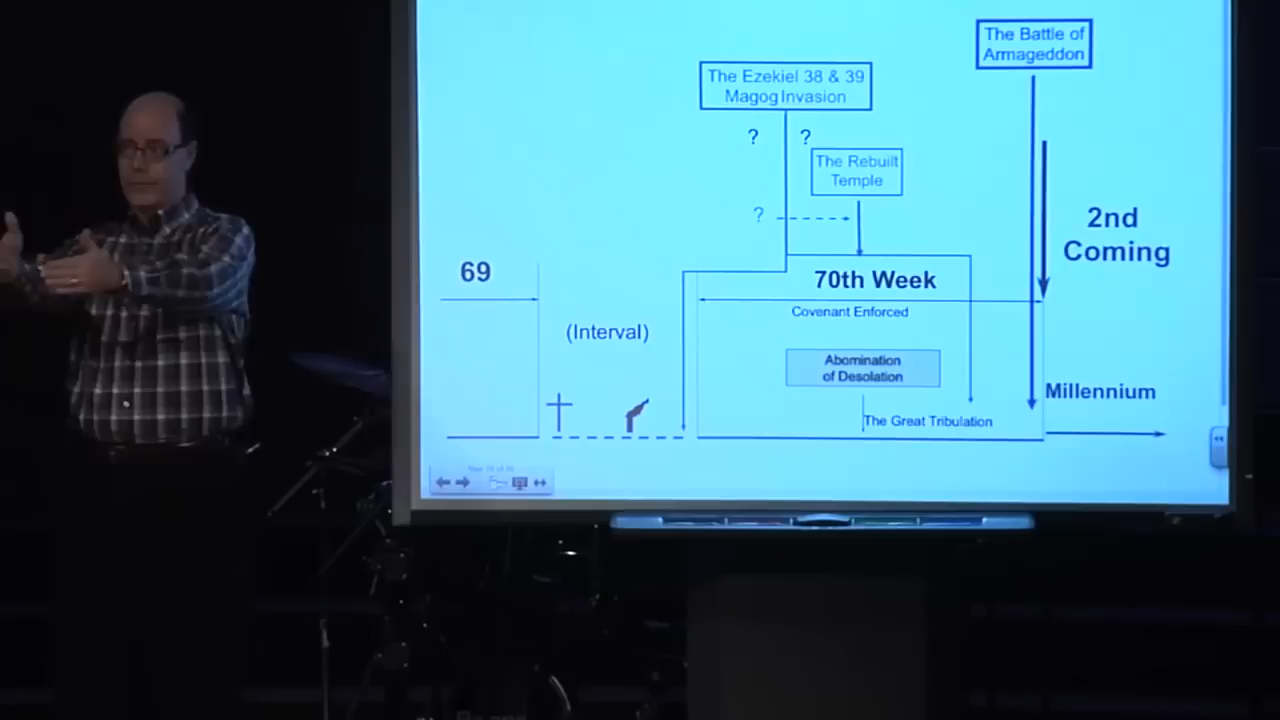 The Battle of
Armageddon
The Ezekiel 38 & 39
Magog Invasion
?
?
The Rebuilt
Temple
?
2nd
Coming
69
70th Week
Covenant Enforced
(Interval)
Abomination
of Desolation
Millennium
The Great Tribulation